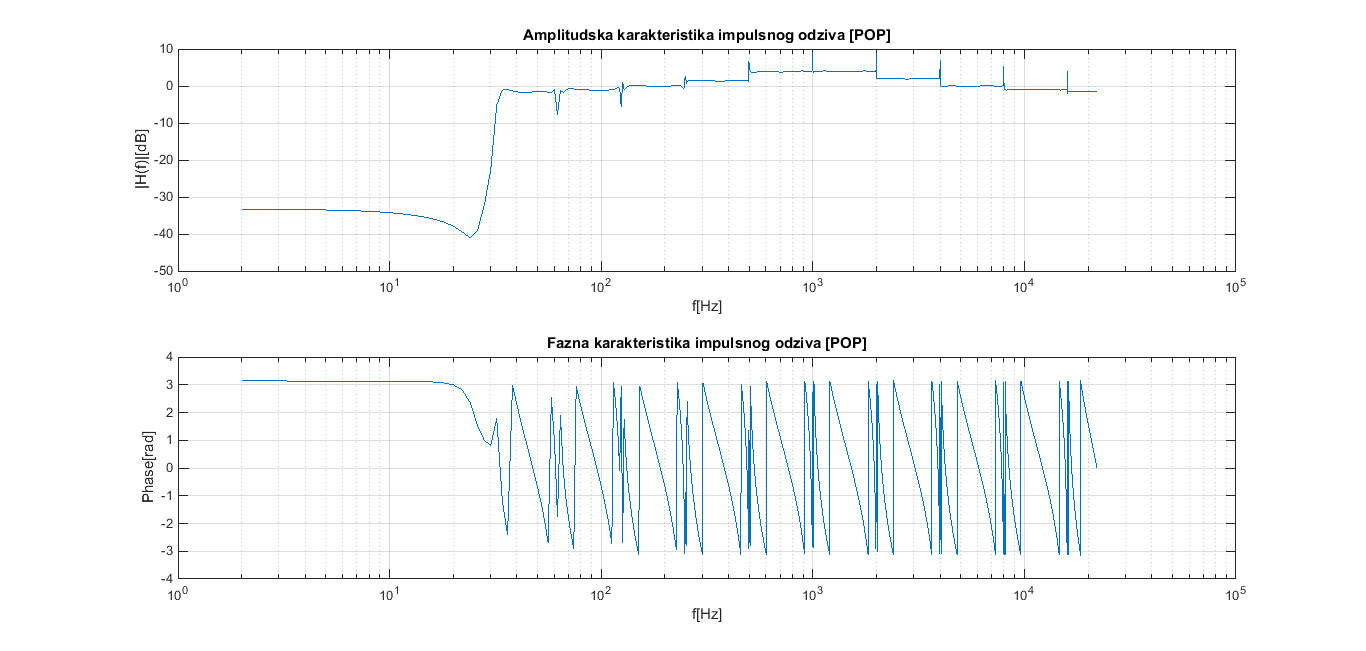 Amplitudska karakteristika impulsnog odziva [POP]
10
0
-10
-20
-30
-40
-50
|H(f)|[dB]
10^0 10^1 10^2 10^3 10^4 10^5
f[Hz]
Fazna karakteristika impulsnog odziva [POP]
4
3
2
1
0
-1
-2
-3
-4
Phase[rad]
10^0 10^1 10^2 10^3 10^4 10^5
f[Hz]